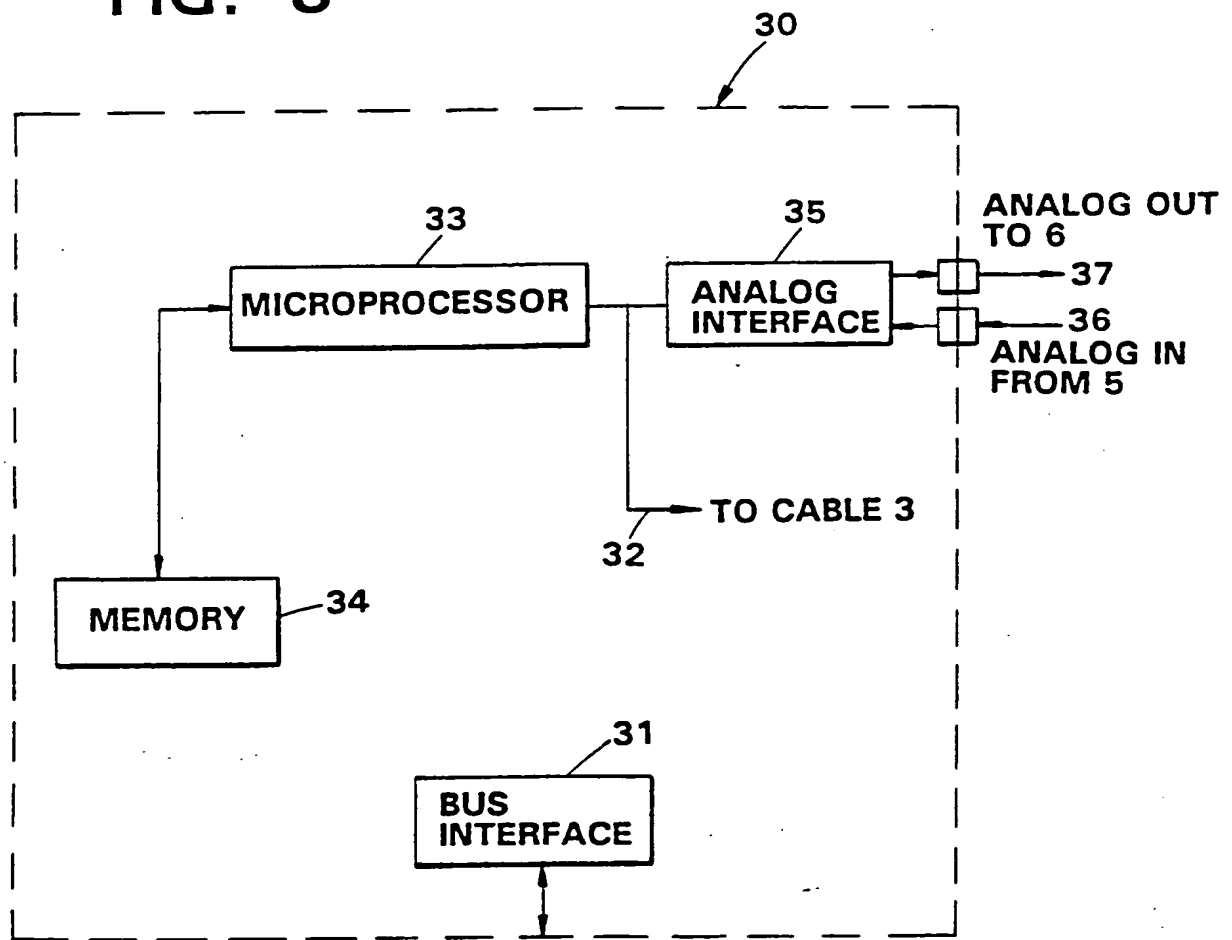 FIG.
30
33
35
ANALOG OUT
TO 6
MICROPROCESSOR
ANALOG
INTERFACE
37
36
ANALOG IN
FROM 5
TO CABLE 3
32
MEMORY
34
31
BUS
INTERFACE